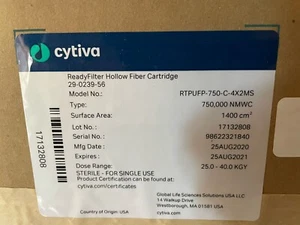 cytiva
ReadyFilter Hollow Fiber Cartridge
29-0239-56
Model No.: RTPUFP-750-C-4X2MS
Type: 750,000 NMWC
Surface Area: 1400 cm²
Lot No.: 17132808
Serial No.: 98622321840
Mfg Date: 25AUG2020
Expires: 25AUG2021
Dose Range: 25.0 - 40.0 KGY
STERILE - FOR SINGLE USE
Product Certification can be found at:
cytiva.com/certificates
Global Life Sciences Solutions USA LLC
14 Walkup Drive
Westborough, MA 01581 USA
Country of Origin: USA
cytiva.com
17132808